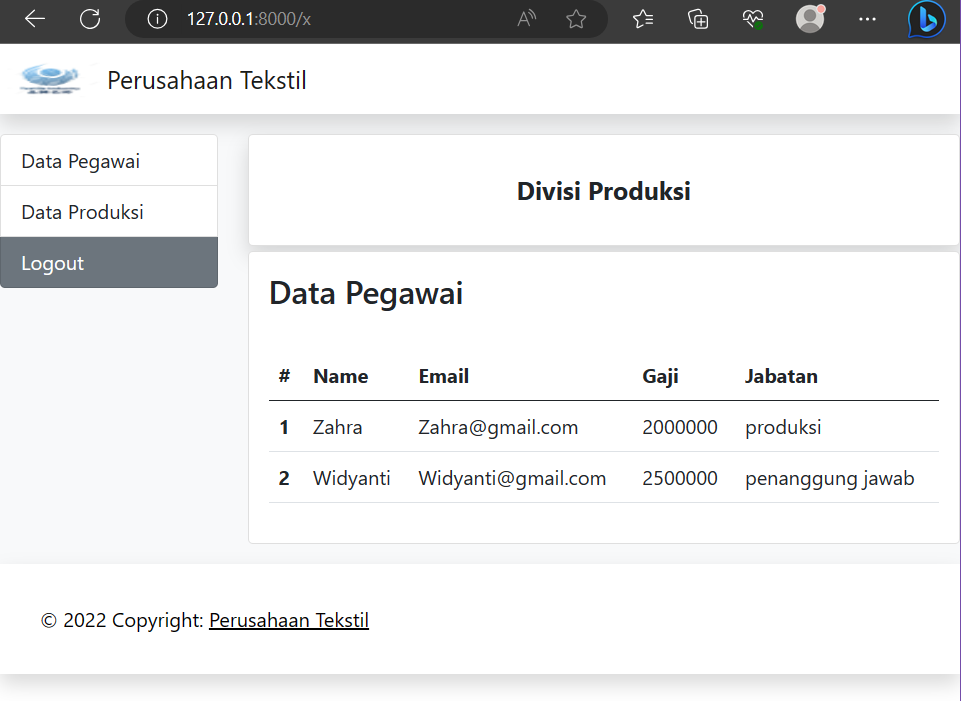 127.0.0.1:8000/x
Perusahaan Tekstil
Data Pegawai
Data Produksi
Logout
Divisi Produksi
Data Pegawai
# Name Email Gaji Jabatan
1 Zahra Zahra@gmail.com 2000000 produksi
2 Widyanti Widyanti@gmail.com 2500000 penanggung jawab
© 2022 Copyright: Perusahaan Tekstil